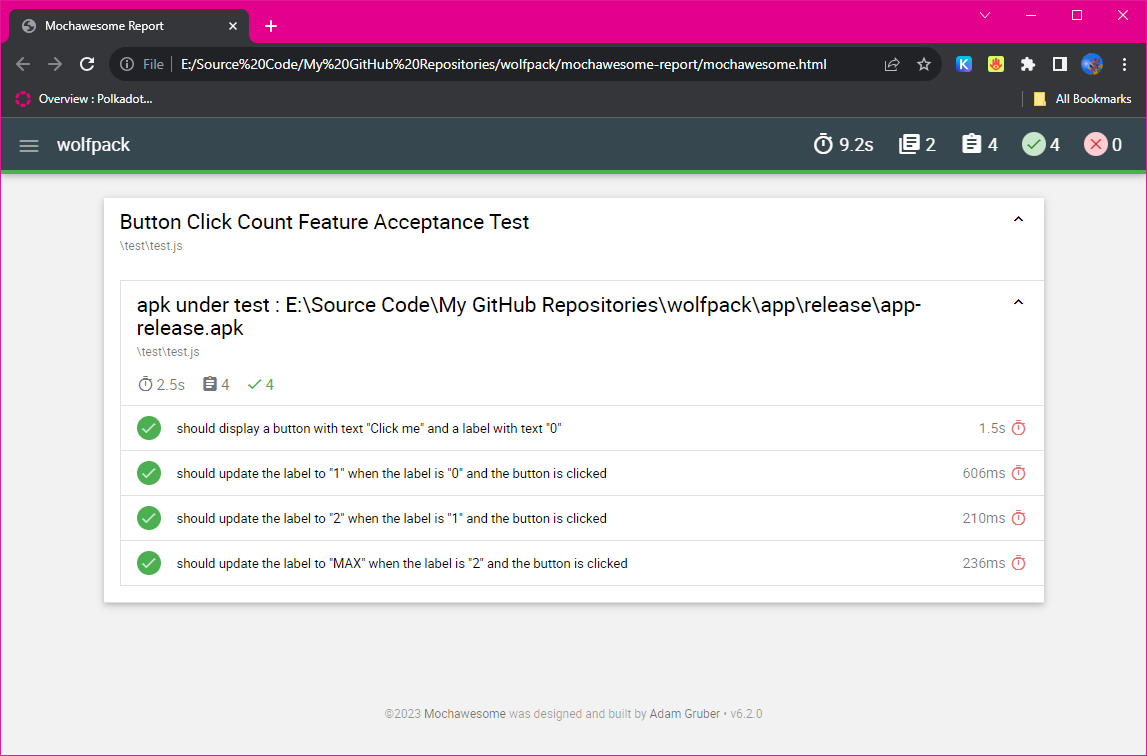 Mochawesome Report
File
E:/Source%20Code/My%20GitHub%20Repositories/wolfpack/mochawesome-report/mochawesome.html
K
Overview : Polkadot...
All Bookmarks
wolfpack
9.2s 2 4 4 0
Button Click Count Feature Acceptance Test
\test\test.js
apk under test : E:\Source Code\My GitHub Repositories\wolfpack\app\release\app-
release.apk
\test\test.js
2.5s 4 4
should display a button with text "Click me" and a label with text "0" 1.5s
should update the label to "1" when the label is "0" and the button is clicked 606ms
should update the label to "2" when the label is "1" and the button is clicked 210ms
should update the label to "MAX" when the label is "2" and the button is clicked 236ms
©2023 Mochawesome was designed and built by Adam Gruber • v6.2.0